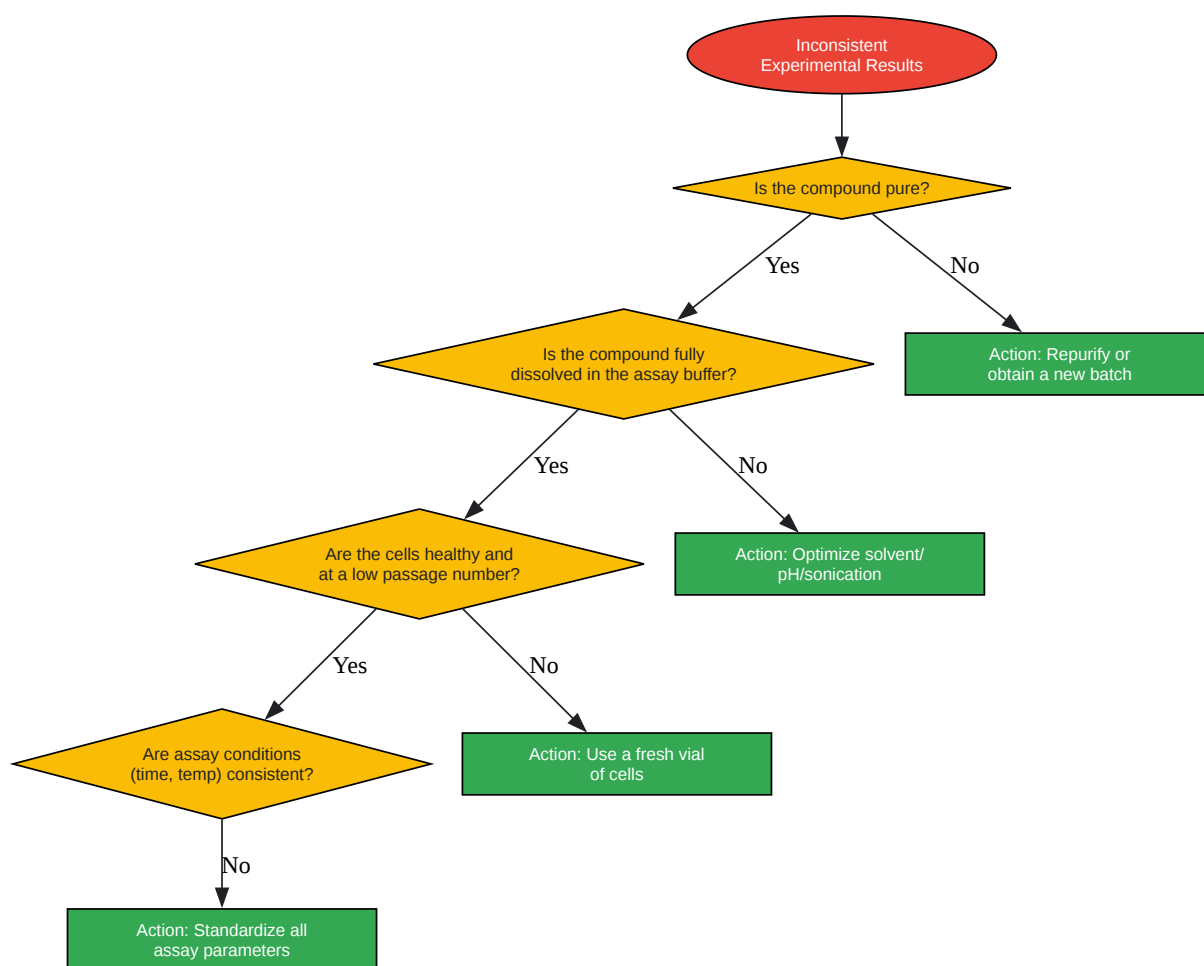 Inconsistent
Experimental Results
Is the compound pure?
Yes
No
Is the compound fully
dissolved in the assay buffer?
Action: Repurify or
obtain a new batch
Yes
No
Are the cells healthy and
at a low passage number?
Action: Optimize solvent/
pH/sonication
Yes
No
Are assay conditions
(time, temp) consistent?
Action: Use a fresh vial
of cells
No
Action: Standardize all
assay parameters